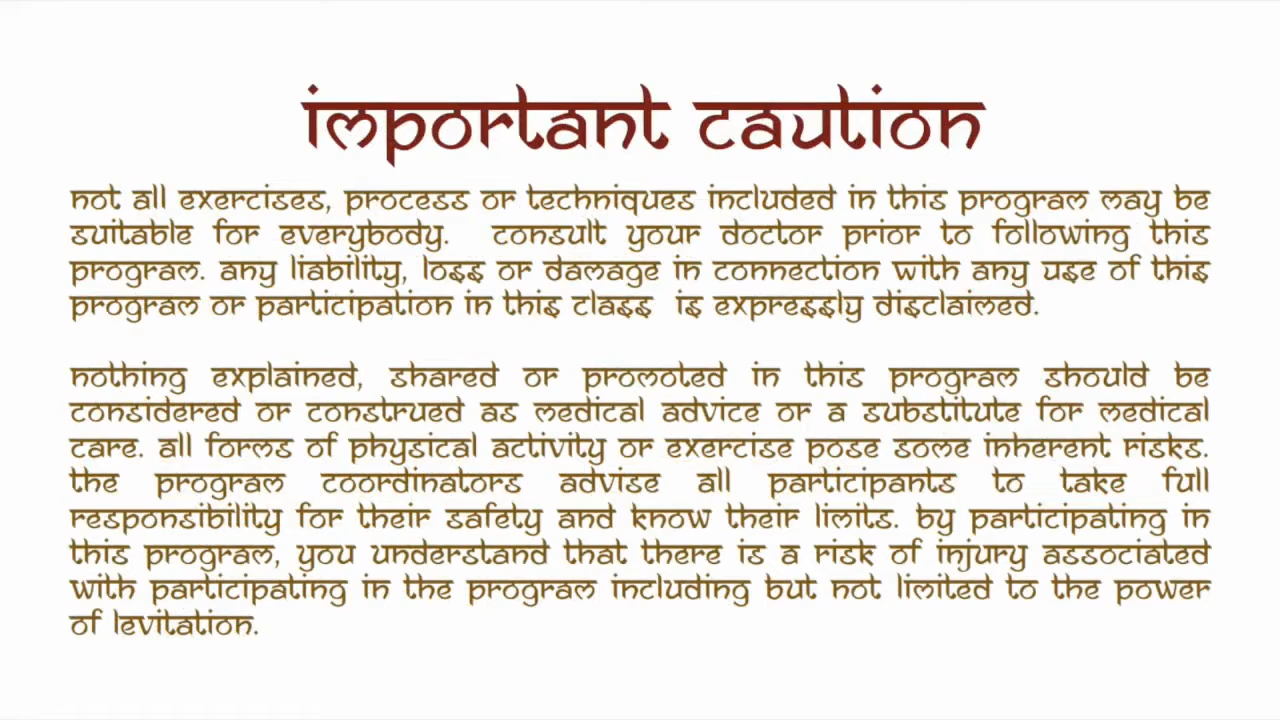 important caution
not all exercises, process or techniques included in this program may be
suitable for everybody. consult your doctor prior to following this
program. any liability, loss or damage in connection with any use of this
program or participation in this class is expressly disclaimed.
nothing explained, shared or promoted in this program should be
considered or construed as medical advice or a substitute for medical
care. all forms of physical activity or exercise pose some inherent risks.
the program coordinators advise all participants to take full
responsibility for their safety and know their limits. by participating in
this program, you understand that there is a risk of injury associated
with participating in the program including but not limited to the power
of levitation.